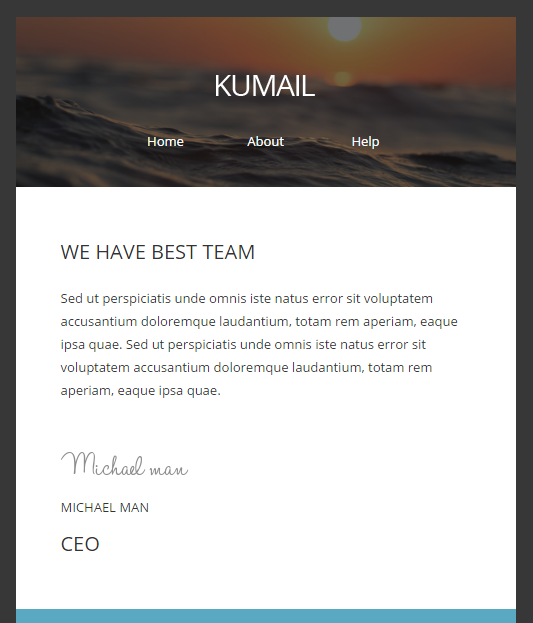 KUMAIL
Home About Help
WE HAVE BEST TEAM
Sed ut perspiciatis unde omnis iste natus error sit voluptatem
accusantium doloremque laudantium, totam rem aperiam, eaque
ipsa quae. Sed ut perspiciatis unde omnis iste natus error sit
voluptatem accusantium doloremque laudantium, totam rem
aperiam, eaque ipsa quae.
Michael man
MICHAEL MAN
CEO